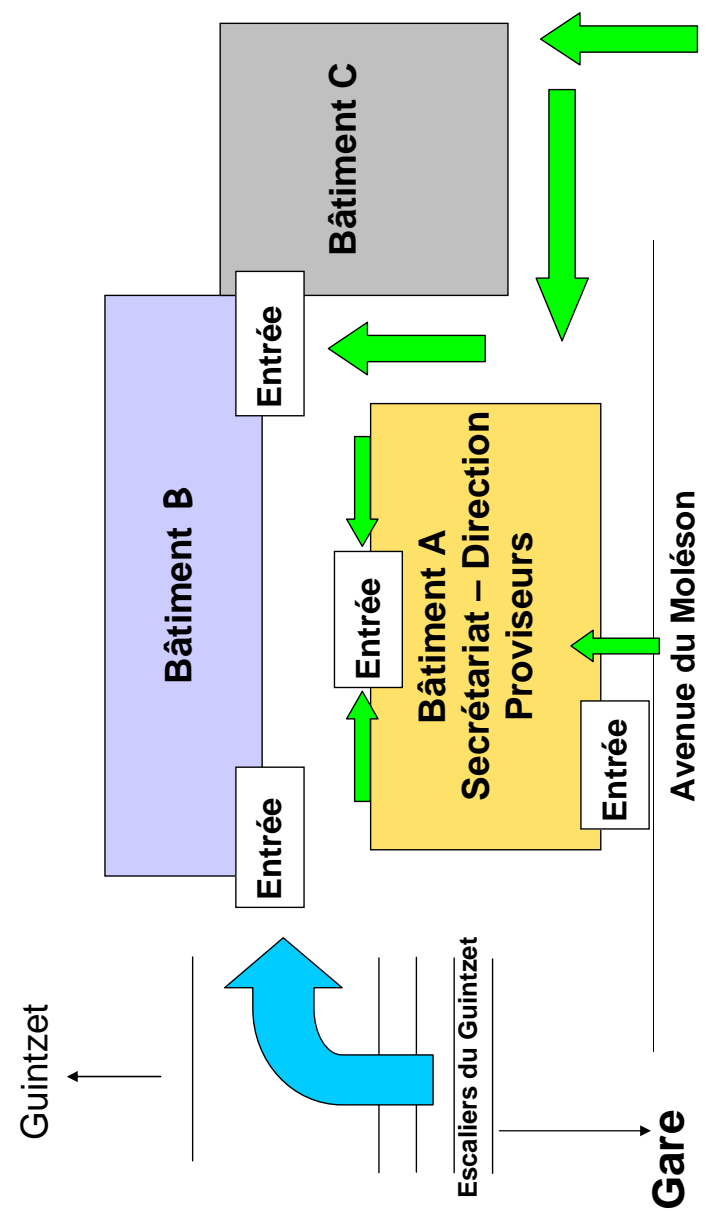 Guintzet
Bâtiment B
Entrée
Entrée
Bâtiment C
Entrée
Bâtiment A
Secrétariat – Direction
Proviseurs
Escaliers du Guintzet
Entrée
Gare
Avenue du Moléson